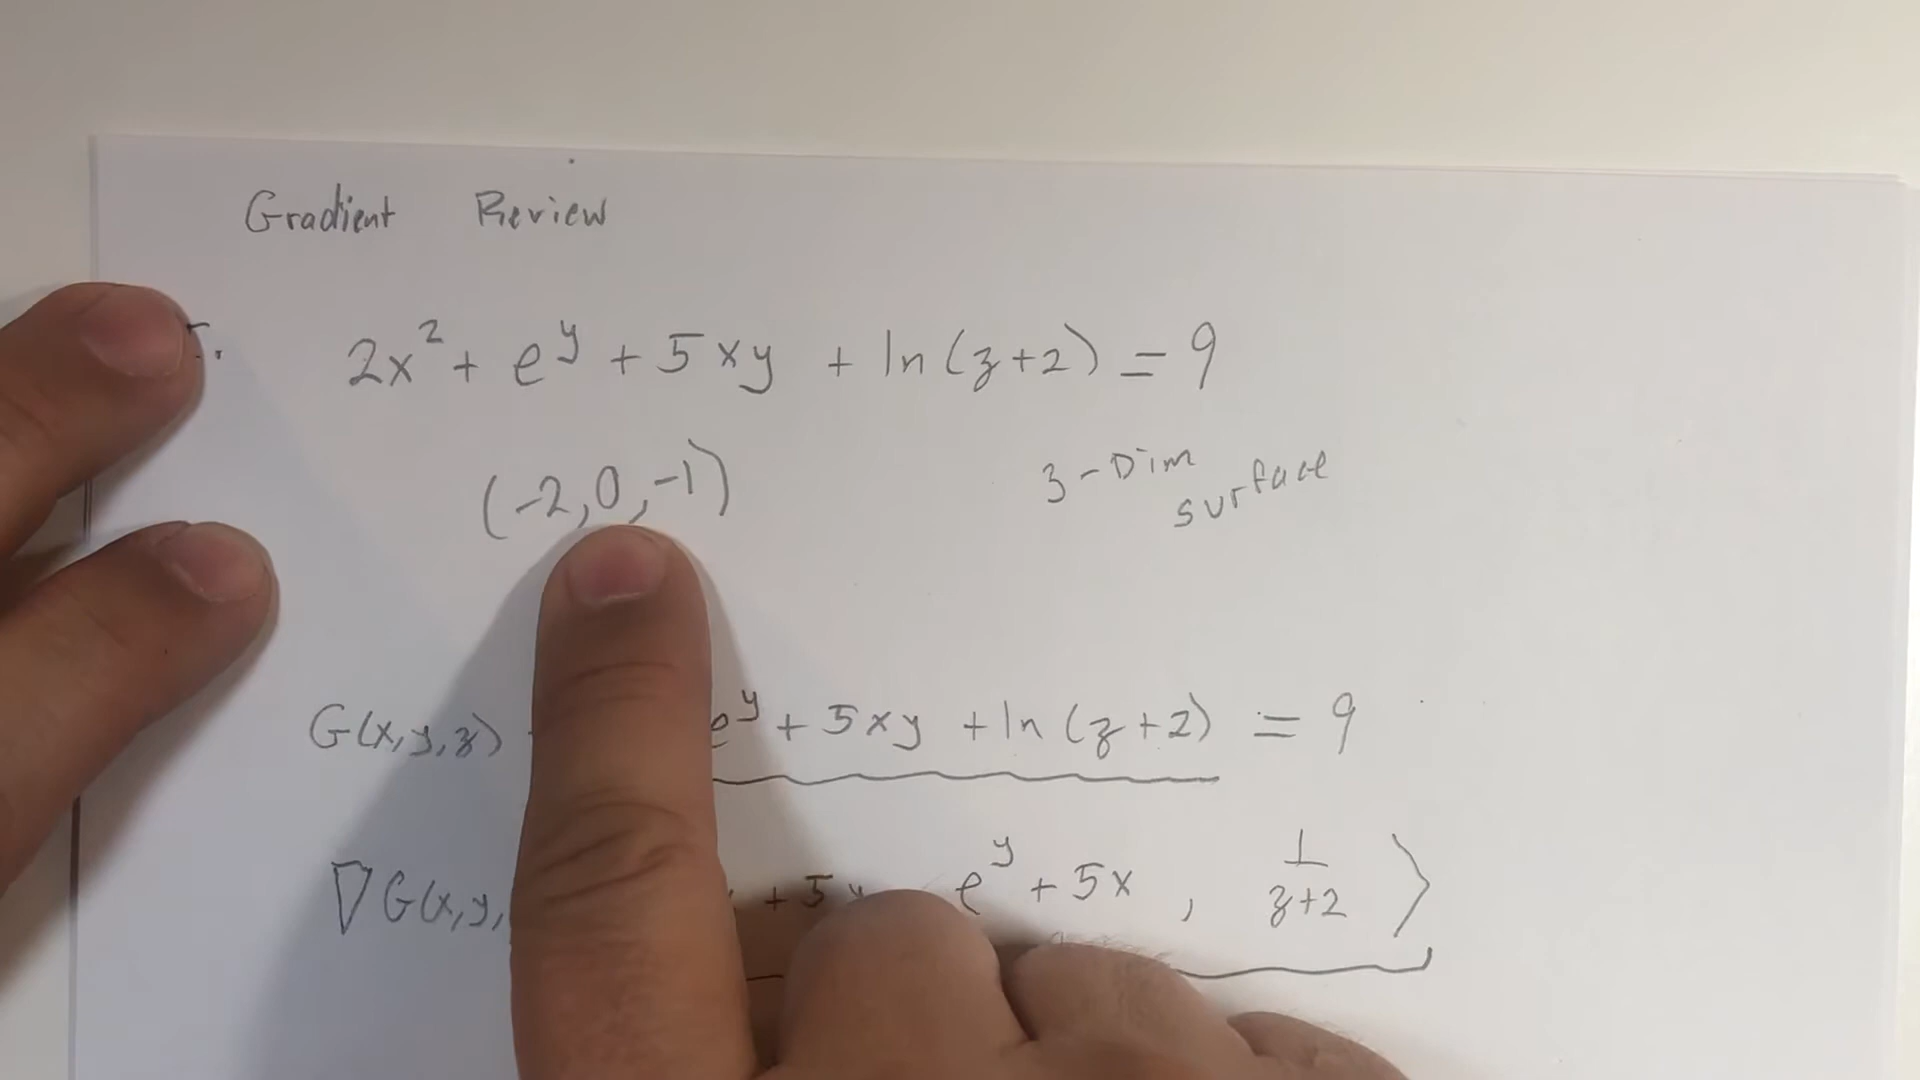 Gradient Review
2x² + e^y + 5xy + ln(z+2) = 9
(-2,0,-1)
3-Dim
surface
G(x,y,z) e^y + 5xy + ln(z+2) = 9
∇G(x,y, + 5y e^y + 5x , 1/(z+2) ⟩